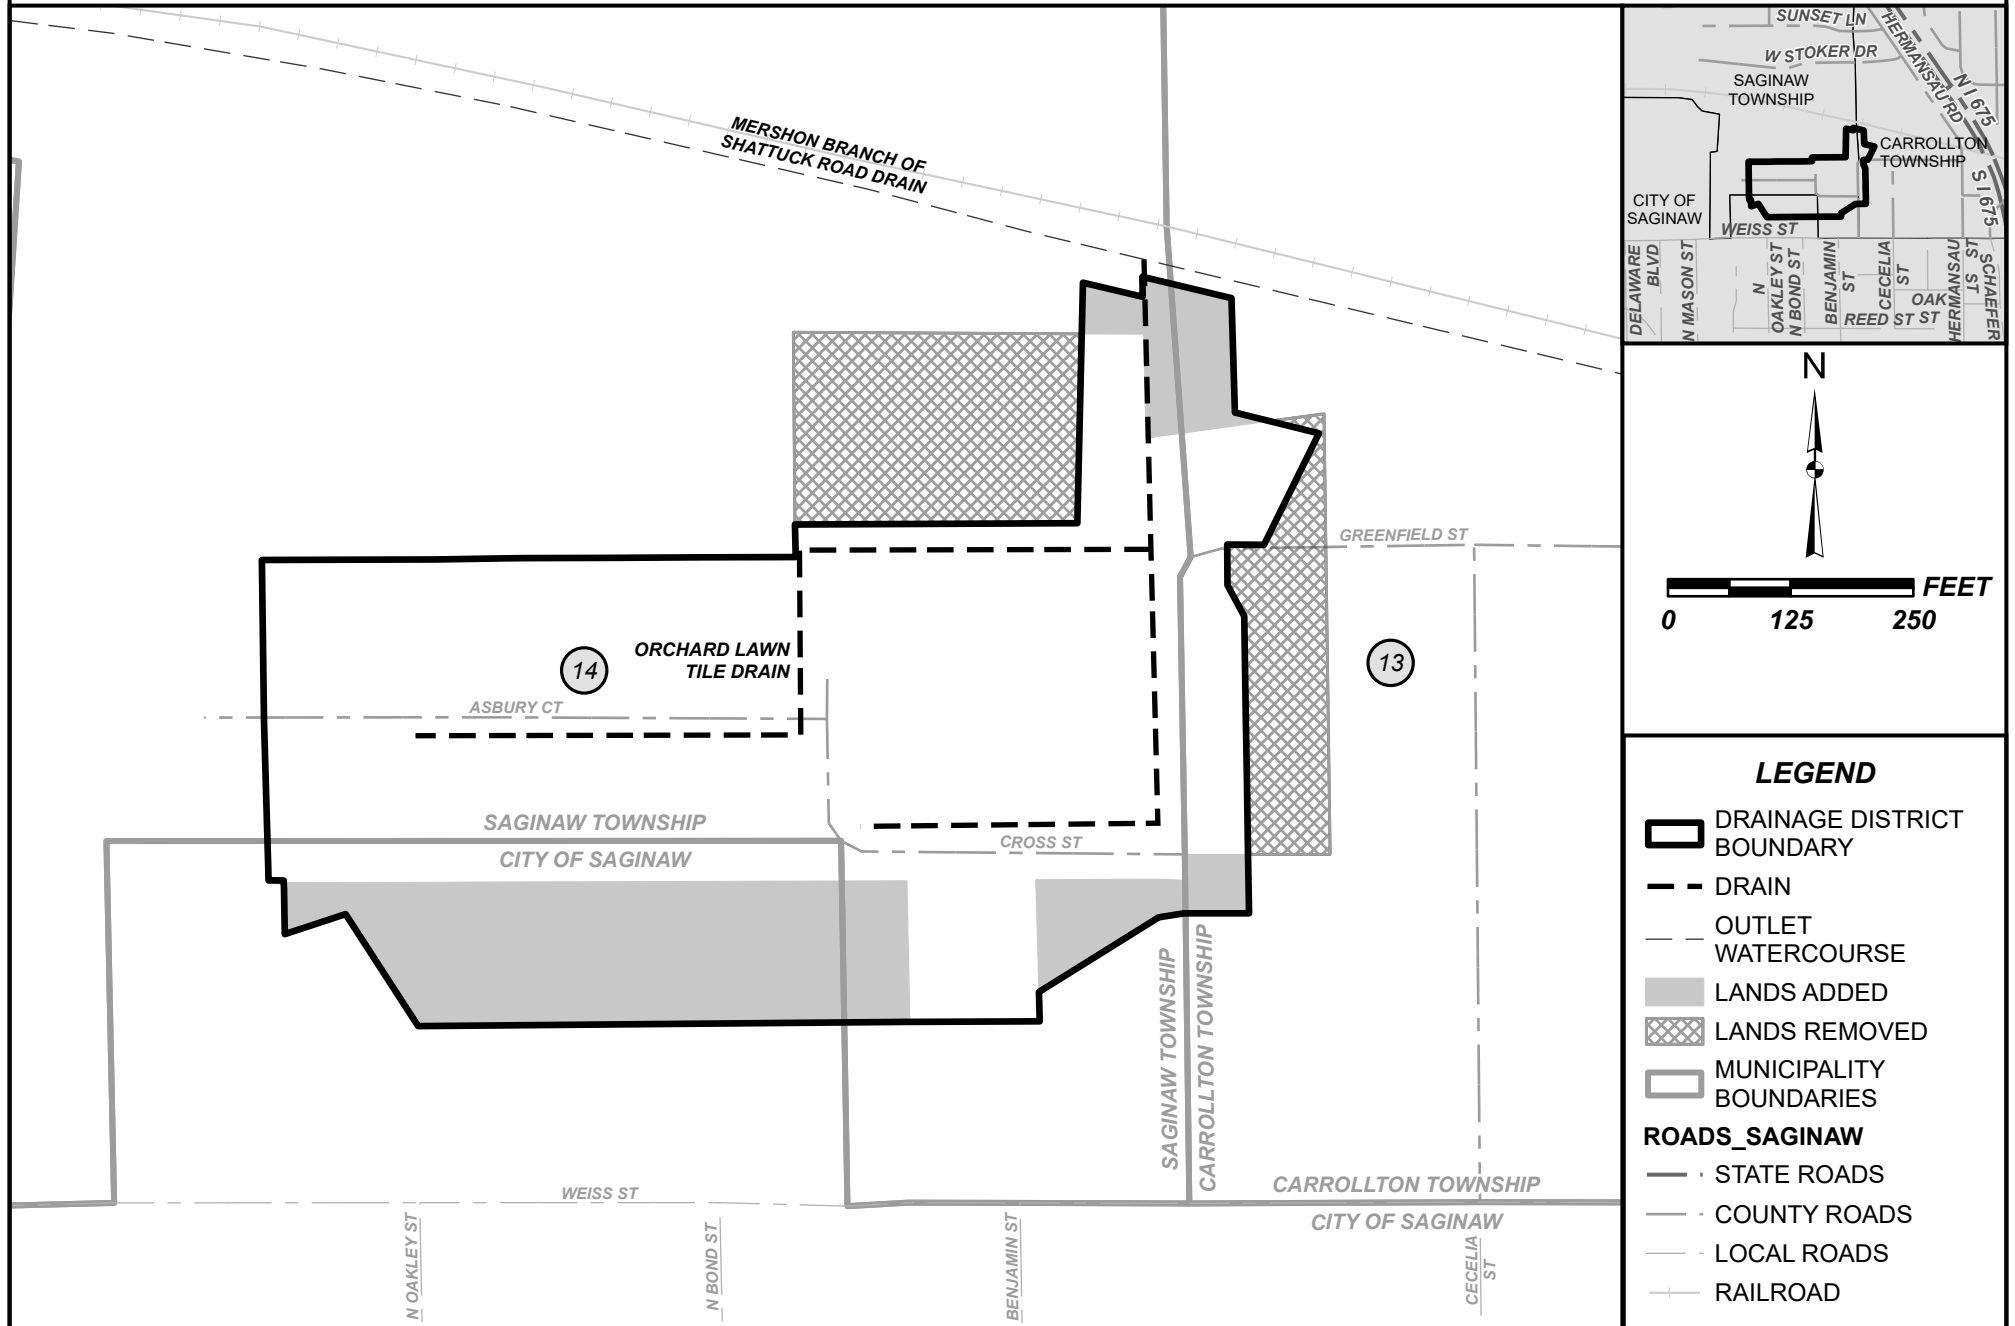 MERSHON BRANCH OF
SHATTUCK ROAD DRAIN
GREENFIELD ST
ORCHARD LAWN
TILE DRAIN
14
13
ASBURY CT
SAGINAW TOWNSHIP
CITY OF SAGINAW
CROSS ST
SAGINAW TOWNSHIP
CARROLLTON TOWNSHIP
WEISS ST
CARROLLTON TOWNSHIP
CITY OF SAGINAW
N OAKLEY ST
N BOND ST
BENJAMIN ST
CECELIA
ST
SUNSET LN
HERMANSAU RD
W STOKER DR
N I 675
SAGINAW
TOWNSHIP
CARROLLTON
TOWNSHIP
S I 675
CITY OF
SAGINAW
WEISS ST
DELAWARE
BLVD
N MASON ST
N
OAKLEY ST
N BOND ST
BENJAMIN
ST
CECELIA
ST
OAK
ST
REED ST
HERMANSAU
ST
SCHAEFER
ST
N
FEET
0 125 250
LEGEND
DRAINAGE DISTRICT
BOUNDARY
DRAIN
OUTLET
WATERCOURSE
LANDS ADDED
LANDS REMOVED
MUNICIPALITY
BOUNDARIES
ROADS_SAGINAW
STATE ROADS
COUNTY ROADS
LOCAL ROADS
RAILROAD